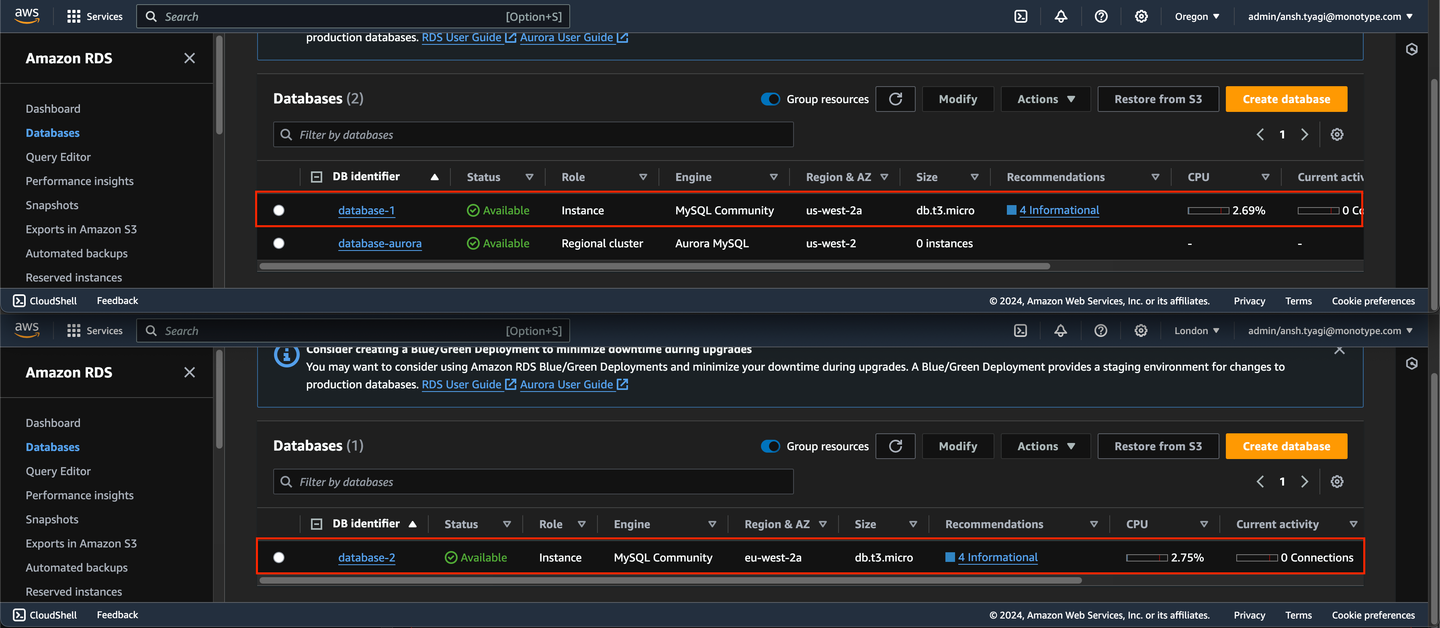 aws Services Search [Option+S] Oregon ▼ admin/ansh.tyagi@monotype.com ▼
Amazon RDS
Dashboard
Databases
Query Editor
Performance insights
Snapshots
Exports in Amazon S3
Automated backups
Reserved instances
production databases. RDS User Guide Aurora User Guide
Databases (2) Group resources Modify Actions ▼ Restore from S3 Create database
Filter by databases 1
DB identifier Status Role Engine Region & AZ Size Recommendations CPU Current activ
database-1 Available Instance MySQL Community us-west-2a db.t3.micro 4 Informational 2.69% 0 Co
database-aurora Available Regional cluster Aurora MySQL us-west-2 0 instances - -
CloudShell Feedback © 2024, Amazon Web Services, Inc. or its affiliates. Privacy Terms Cookie preferences
aws Services Search [Option+S] London ▼ admin/ansh.tyagi@monotype.com ▼
Amazon RDS
Dashboard
Databases
Query Editor
Performance insights
Snapshots
Exports in Amazon S3
Automated backups
Reserved instances
Consider creating a Blue/Green Deployment to minimize downtime during upgrades
You may want to consider using Amazon RDS Blue/Green Deployments and minimize your downtime during upgrades. A Blue/Green Deployment provides a staging environment for changes to
production databases. RDS User Guide Aurora User Guide
Databases (1) Group resources Modify Actions ▼ Restore from S3 Create database
Filter by databases 1
DB identifier Status Role Engine Region & AZ Size Recommendations CPU Current activity
database-2 Available Instance MySQL Community eu-west-2a db.t3.micro 4 Informational 2.75% 0 Connections
CloudShell Feedback © 2024, Amazon Web Services, Inc. or its affiliates. Privacy Terms Cookie preferences